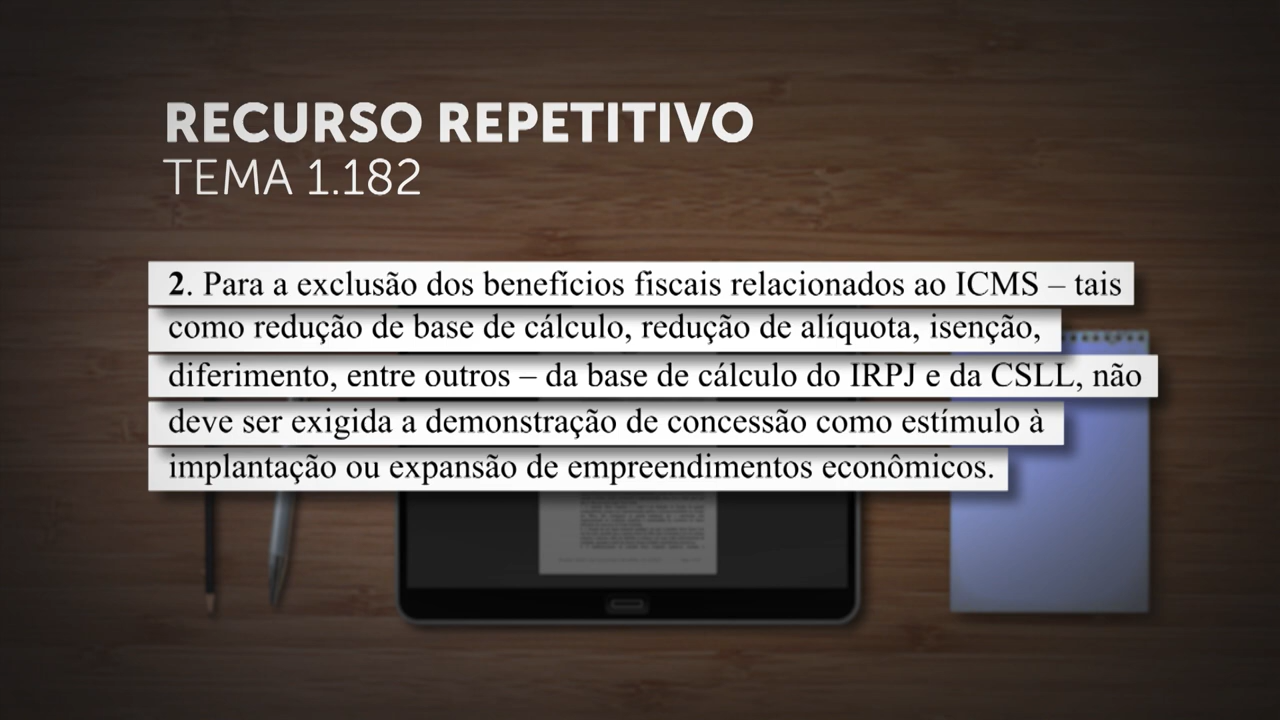 RECURSO REPETITIVO
TEMA 1.182
2. Para a exclusão dos benefícios fiscais relacionados ao ICMS – tais
como redução de base de cálculo, redução de alíquota, isenção,
diferimento, entre outros – da base de cálculo do IRPJ e da CSLL, não
deve ser exigida a demonstração de concessão como estímulo à
implantação ou expansão de empreendimentos econômicos.